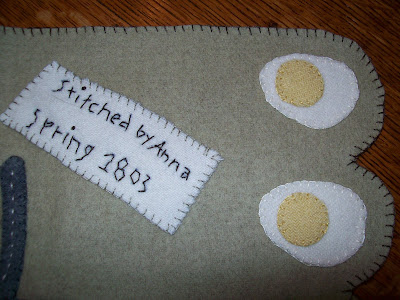 Stitched by Anna
Spring 1803